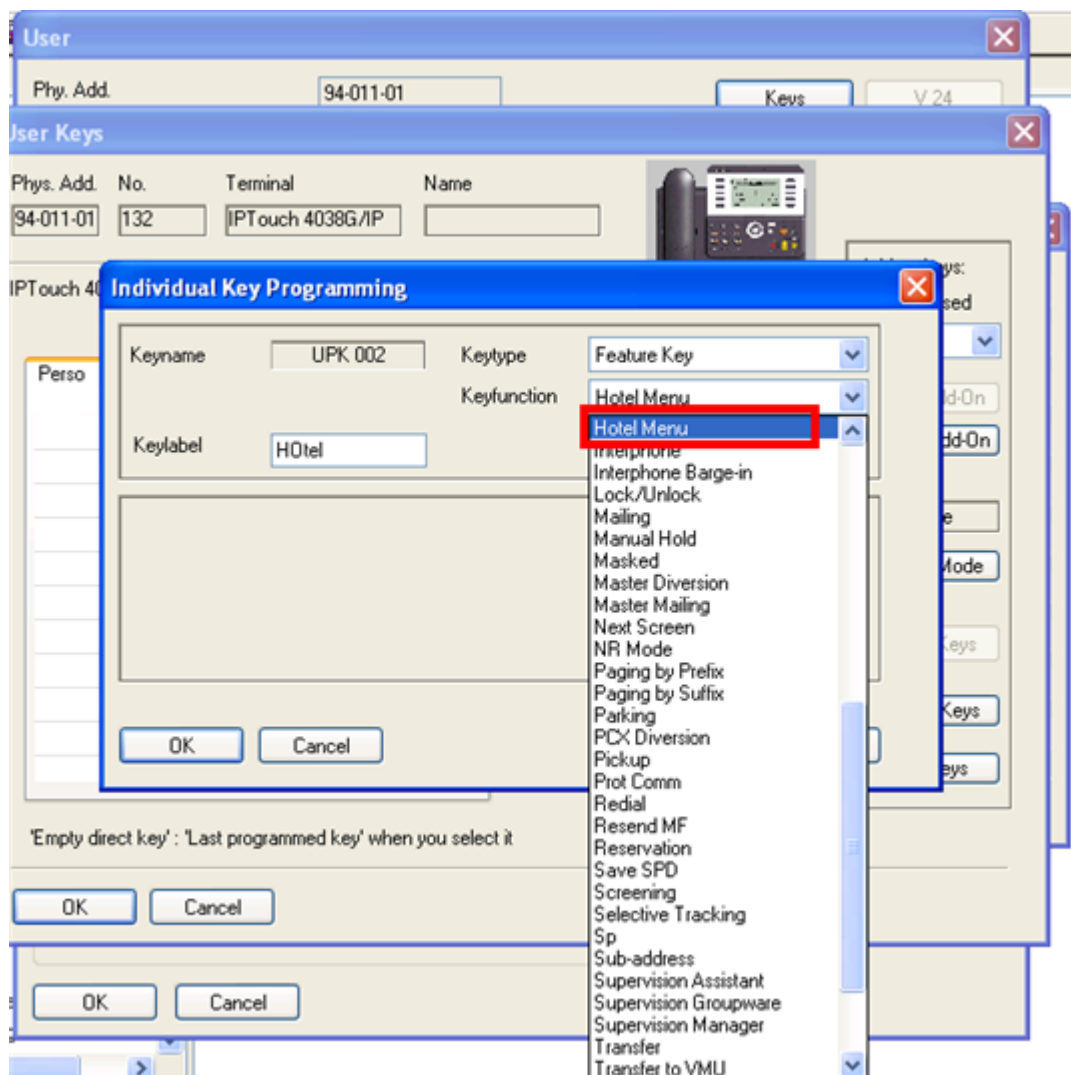 User
Phy. Add. 94-011-01 Keys V 24
User Keys
Phys. Add. No. Terminal Name
94-011-01 132 IPTouch 4038G/IP
IPTouch 40
Perso
Individual Key Programming
Keyname UPK 002 Keytype Feature Key
Keyfunction Hotel Menu
Keylabel HOtel
Hotel Menu
Interphone
Interphone Barge-in
Lock/Unlock
Mailing
Manual Hold
Masked
Master Diversion
Master Mailing
Next Screen
NR Mode
Paging by Prefix
Paging by Suffix
Parking
PCX Diversion
Pickup
Prot Comm
Redial
Resend MF
Reservation
Save SPD
Screening
Selective Tracking
Sp
Sub-address
Supervision Assistant
Supervision Groupware
Supervision Manager
Transfer
Transfer to VMU
OK Cancel
Keys
'Empty direct key' : 'Last programmed key' when you select it
OK Cancel
OK Cancel